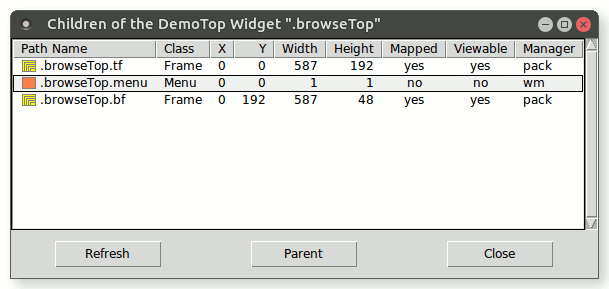 Children of the DemoTop Widget ".browseTop"
Path Name Class X Y Width Height Mapped Viewable Manager
.browseTop.tf Frame 0 0 587 192 yes yes pack
.browseTop.menu Menu 0 0 1 1 no no wm
.browseTop.bf Frame 0 192 587 48 yes yes pack
Refresh Parent Close